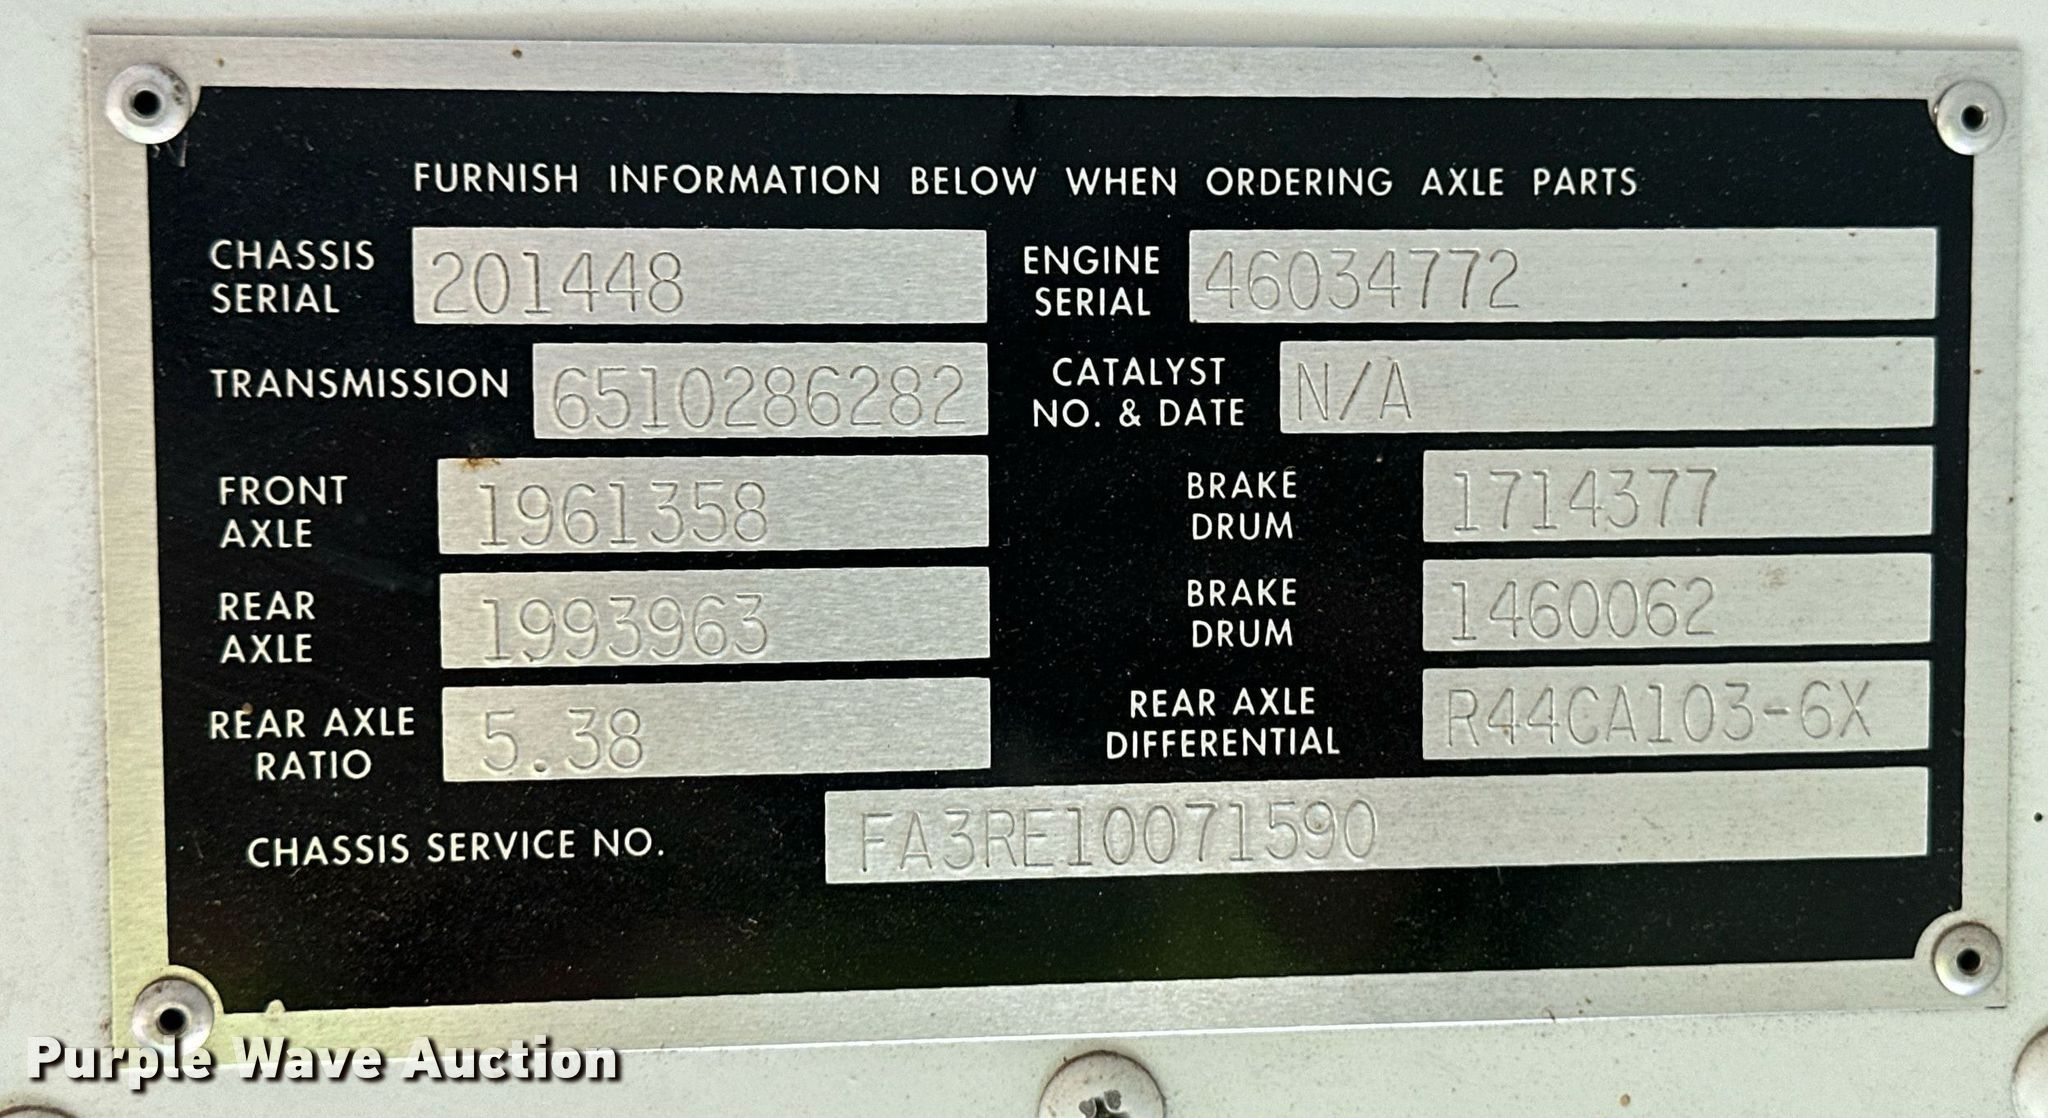 FURNISH INFORMATION BELOW WHEN ORDERING AXLE PARTS
CHASSIS SERIAL 201448
ENGINE SERIAL 46034772
TRANSMISSION 6510286282
CATALYST NO. & DATE N/A
FRONT AXLE 1961358
BRAKE DRUM 1714377
REAR AXLE 1993963
BRAKE DRUM 1460062
REAR AXLE RATIO 5.38
REAR AXLE DIFFERENTIAL R44CA103-6X
CHASSIS SERVICE NO. FA3RE10071590
Purple Wave Auction